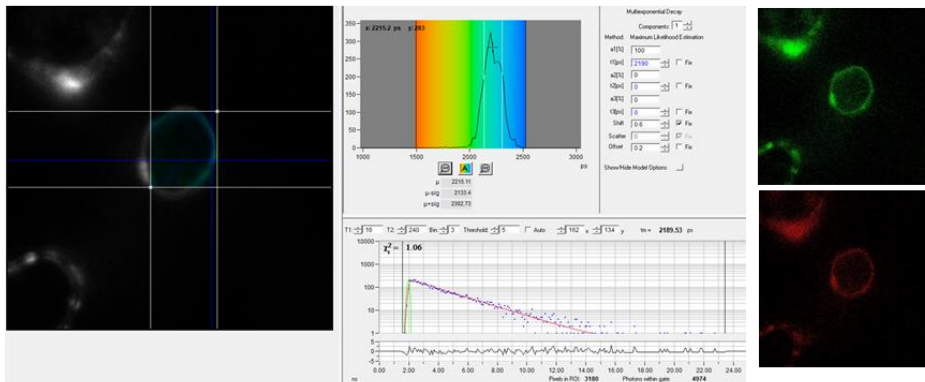 x:2215.2 ps y:283
350
300
250
200
150
100
50
0
1000 1500 2000 2500 3000
ps
µ 2215.11
µ-sig 2133.4
µ+sig 2302.73
Multiexponential Decay
Components: 1
Method: Maximum Likelihood Estimation
a1[%] 100
t1[ps] 2190 Fix
a2[%] 0
t2[ps] 0 Fix
a3[%] 0
t3[ps] 0 Fix
Shift 0.6 Fix
Scatter 0 Fix
Offset 0.2 Fix
Show/Hide Model Options
T1: 16 T2: 240 Bin: 3 Threshold: 5 Auto 162 x 134 y tm = 2189.53 ps
χ²= 1.06
10000
1000
100
10
1
5
0
-5
0.00 2.00 4.00 6.00 8.00 10.00 12.00 14.00 16.00 18.00 20.00 22.00 24.00
ns Pixels in ROI: 3180 Photons within gate 4974